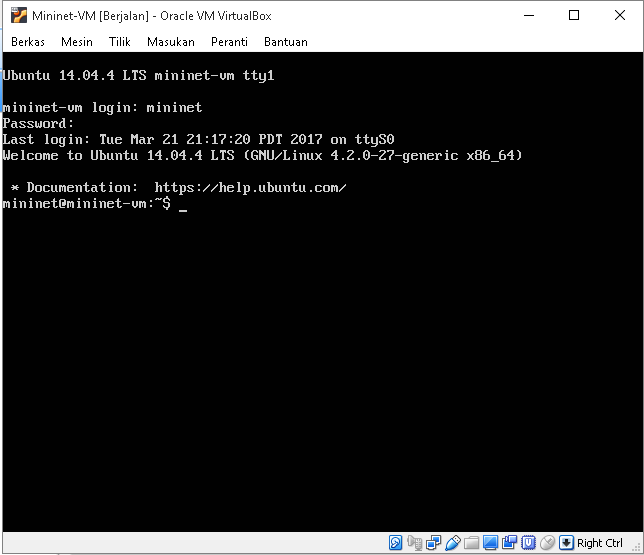 Mininet-VM [Berjalan] - Oracle VM VirtualBox
Berkas Mesin Tilik Masukan Peranti Bantuan
Ubuntu 14.04.4 LTS mininet-vm tty1
mininet-vm login: mininet
Password:
Last login: Tue Mar 21 21:17:20 PDT 2017 on ttyS0
Welcome to Ubuntu 14.04.4 LTS (GNU/Linux 4.2.0-27-generic x86_64)
* Documentation:  https://help.ubuntu.com/
mininet@mininet-vm:~$ _
Right Ctrl